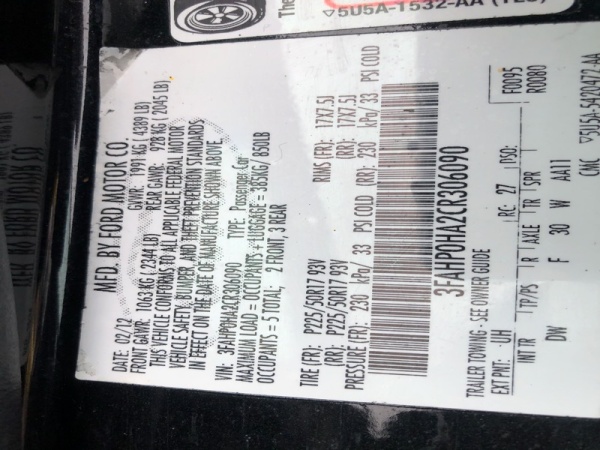 The
▽5U5A-1532-AA
MFD. BY FORD MOTOR CO.
DATE: 02/12 GVWR: 1991 KG ( 4389 LB)
FRONT GAWR: 1063 KG ( 2344 LB) REAR GAWR: 928 KG ( 2045 LB)
THIS VEHICLE CONFORMS TO ALL APPLICABLE FEDERAL MOTOR
VEHICLE SAFETY, BUMPER, AND THEFT PREVENTION STANDARDS
IN EFFECT ON THE DATE OF MANUFACTURE SHOWN ABOVE.
VIN: 3FAHP0HA2CR306090 TYPE: Passenger Car
MAXIMUM LOAD = OCCUPANTS + LUGGAGE = 385KG/ 850LB
OCCUPANTS = 5 TOTAL; 2 FRONT, 3 REAR
TIRE (FR): P225/50R17 93V RIMS (FR): 17X7.5J
(RR): P225/50R17 93V (RR): 17X7.5J
PRESSURE (FR): 230 kPa/ 33 PSI COLD (RR): 230 kPa/ 33 PSI COLD
3FAHP0HA2CR306090
TRAILER TOWING - SEE OWNER GUIDE F0095
EXT PNT: UH RC: 27 DSO: R0080
INT TR TP/PS R AXLE TR SPR
DW F 30 W AA11 CMC ▽5U5A-5420472-AA